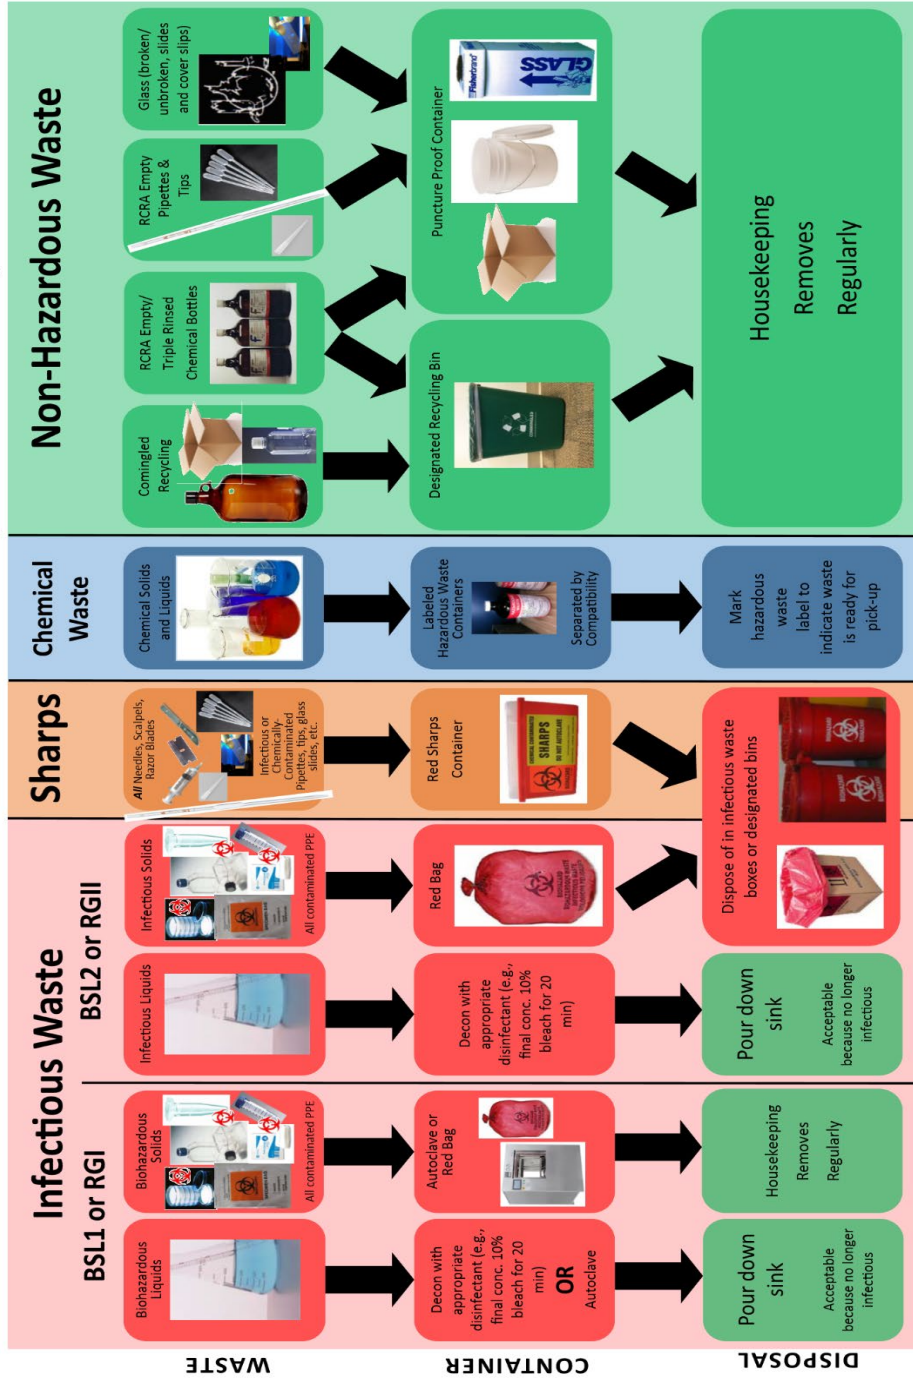 Infectious Waste
BSL1 or RGI
BSL2 or RGII
Sharps
Chemical
Waste
Non-Hazardous Waste
WASTE
Biohazardous
Liquids
Biohazardous
Solids
All contaminated PPE
Infectious Liquids
Infectious Solids
All contaminated PPE
All Needles, Scalpels,
Razor Blades
Infectious or
Chemically-
Contaminated
Pipettes, tips, glass
slides, etc.
Chemical Solids
and Liquids
Comingled
Recycling
RCRA Empty/
Triple Rinsed
Chemical Bottles
RCRA Empty
Pipettes &
Tips
Glass (broken/
unbroken, slides
and cover slips)
CONTAINER
Decon with
appropriate
disinfectant (e.g.,
final conc. 10%
bleach for 20
min)
OR
Autoclave
Autoclave or
Red Bag
Decon with
appropriate
disinfectant (e.g.,
final conc. 10%
bleach for 20
min)
Red Bag
Red Sharps
Container
SHARPS
DO NOT AUTOCLAVE
Labeled
Hazardous Waste
Containers
Separated by
Compatibility
Designated Recycling Bin
Puncture Proof Container
Fisherbrand
GLASS
DISPOSAL
Pour down
sink
Acceptable
because no longer
infectious
Housekeeping
Removes
Regularly
Pour down
sink
Acceptable
because no longer
infectious
Dispose of in infectious waste
boxes or designated bins
Mark
hazardous
waste
label to
indicate waste
is ready for
pick-up
Housekeeping
Removes
Regularly